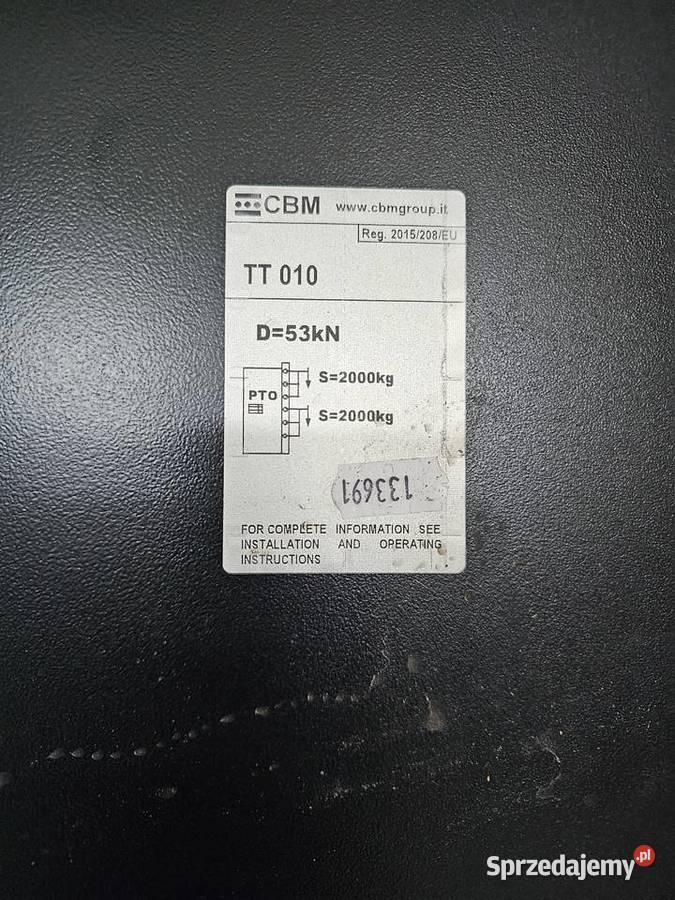 CBM www.cbmgroup.it
Reg. 2015/208/EU
TT 010
D=53kN
S=2000kg
PTO
S=2000kg
133691
FOR COMPLETE INFORMATION SEE
INSTALLATION AND OPERATING
INSTRUCTIONS
Sprzedajemy.pl